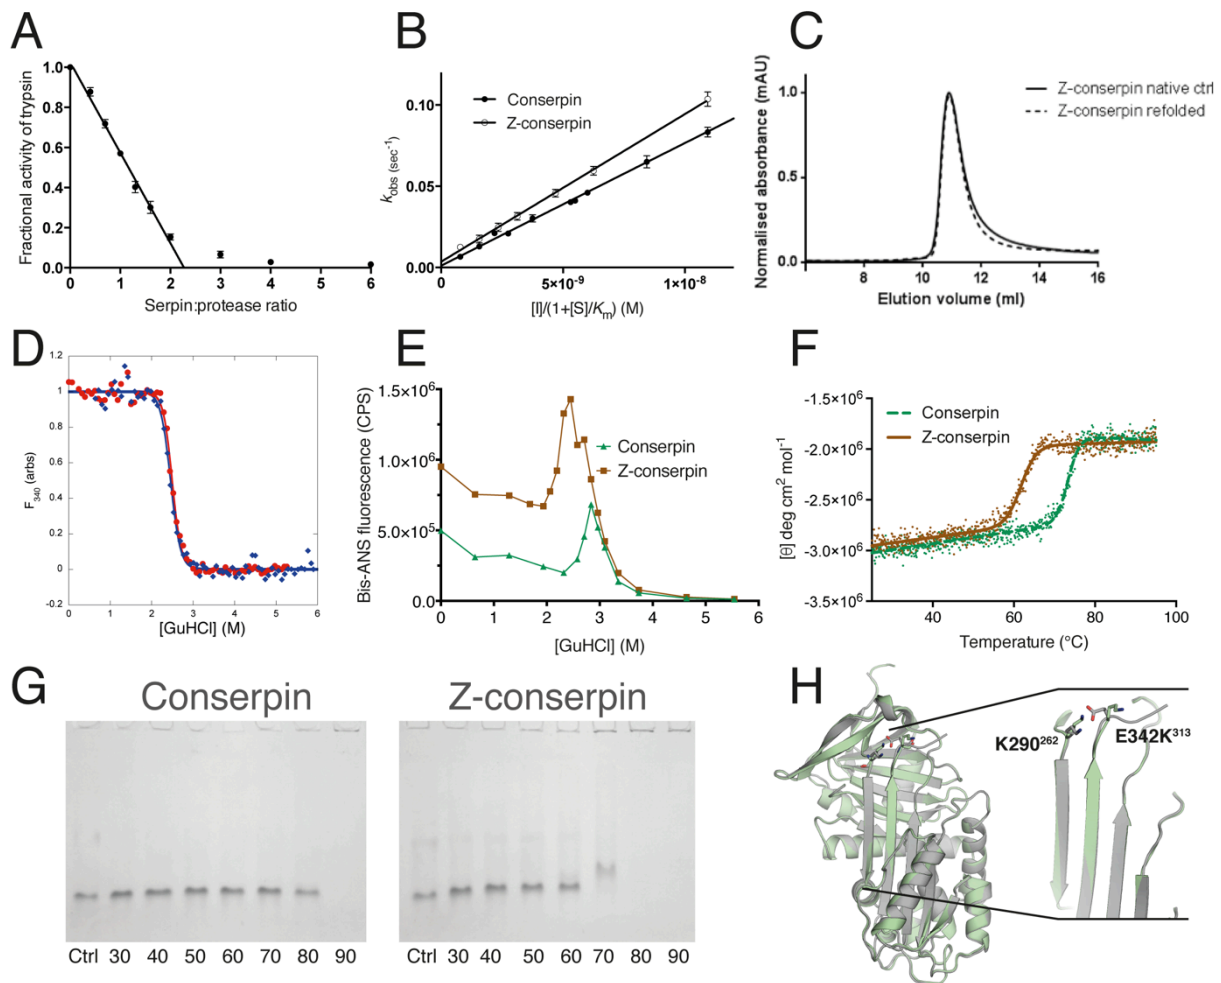 A
Fractional activity of trypsin
1.0
0.8
0.6
0.4
0.2
0.0
0 1 2 3 4 5 6
Serpin:protease ratio
B
k_obs (sec⁻¹)
0.10
0.05
0.00
0 5×10⁻⁹ 1×10⁻⁸
[I]/(1+[S]/K_m) (M)
Conserpin
Z-conserpin
C
Normalised absorbance (mAU)
1.0
0.5
0.0
8 10 12 14 16
Elution volume (ml)
Z-conserpin native ctrl
Z-conserpin refolded
D
F_340 (arbs)
1.2
1
0.8
0.6
0.4
0.2
0
-0.2
0 1 2 3 4 5 6
[GuHCl] (M)
E
Bis-ANS fluorescence (CPS)
1.5×10⁶
1.0×10⁶
5.0×10⁵
0.0
0 1 2 3 4 5 6
[GuHCl] (M)
Conserpin
Z-conserpin
F
[θ] deg cm² mol⁻¹
-1.5×10⁶
-2.0×10⁶
-2.5×10⁶
-3.0×10⁶
-3.5×10⁶
40 60 80 100
Temperature (°C)
Conserpin
Z-conserpin
G
Conserpin
Ctrl 30 40 50 60 70 80 90
Z-conserpin
Ctrl 30 40 50 60 70 80 90
H
K290²⁶²
E342K³¹³